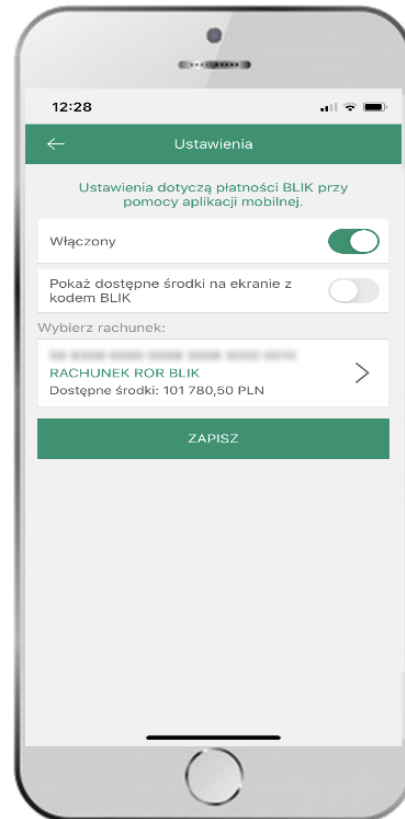 12:28
Ustawienia
Ustawienia dotyczą płatności BLIK przy
pomocy aplikacji mobilnej.
Włączony
Pokaż dostępne środki na ekranie z
kodem BLIK
Wybierz rachunek:
RACHUNEK ROR BLIK
Dostępne środki: 101 780,50 PLN
ZAPISZ